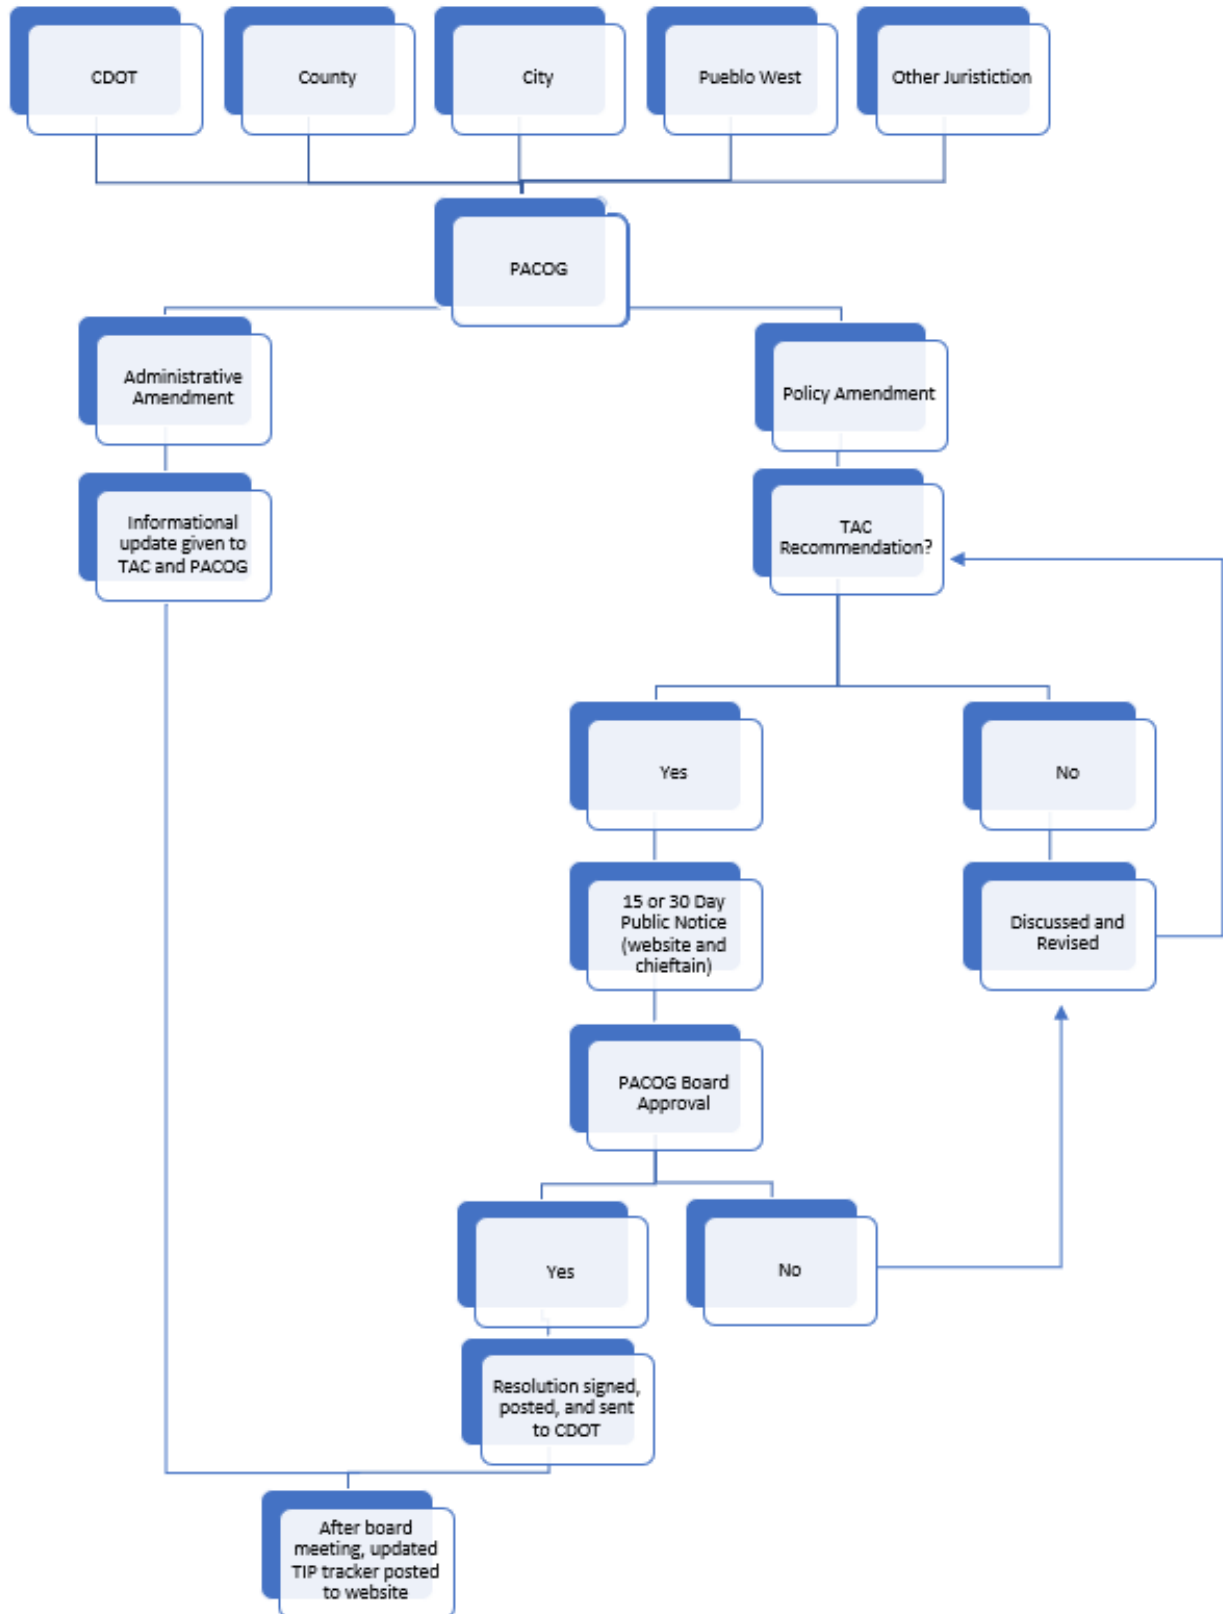 CDOT
County
City
Pueblo West
Other Juristiction
PACOG
Administrative
Amendment
Policy Amendment
Informational
update given to
TAC and PACOG
TAC
Recommendation?
Yes
No
15 or 30 Day
Public Notice
(website and
chieftain)
Discussed and
Revised
PACOG Board
Approval
Yes
No
Resolution signed,
posted, and sent
to CDOT
After board
meeting, updated
TIP tracker posted
to website